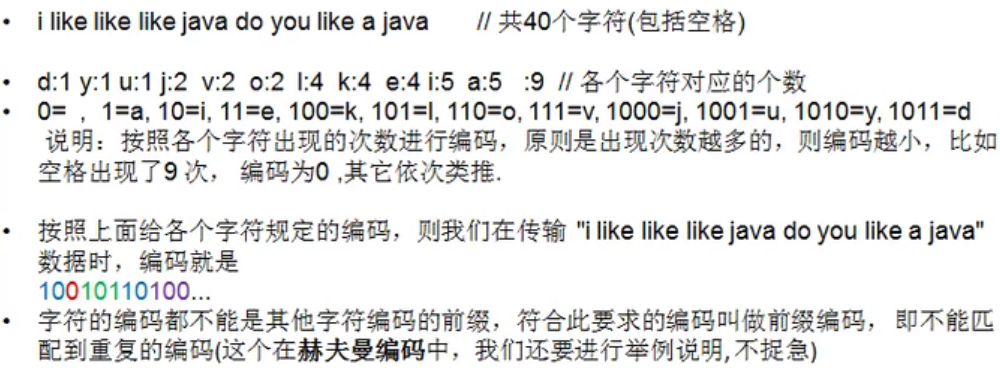 • i like like like java do you like a java // 共40个字符(包括空格)
• d:1 y:1 u:1 j:2 v:2 o:2 l:4 k:4 e:4 i:5 a:5 :9 // 各个字符对应的个数
• 0= , 1=a, 10=i, 11=e, 100=k, 101=l, 110=o, 111=v, 1000=j, 1001=u, 1010=y, 1011=d
说明：按照各个字符出现的次数进行编码，原则是出现次数越多的，则编码越小，比如
空格出现了9 次， 编码为0 ,其它依次类推.
• 按照上面给各个字符规定的编码，则我们在传输 "i like like like java do you like a java"
数据时，编码就是
10010110100...
• 字符的编码都不能是其他字符编码的前缀，符合此要求的编码叫做前缀编码， 即不能匹
配到重复的编码(这个在赫夫曼编码中，我们还要进行举例说明, 不捉急)